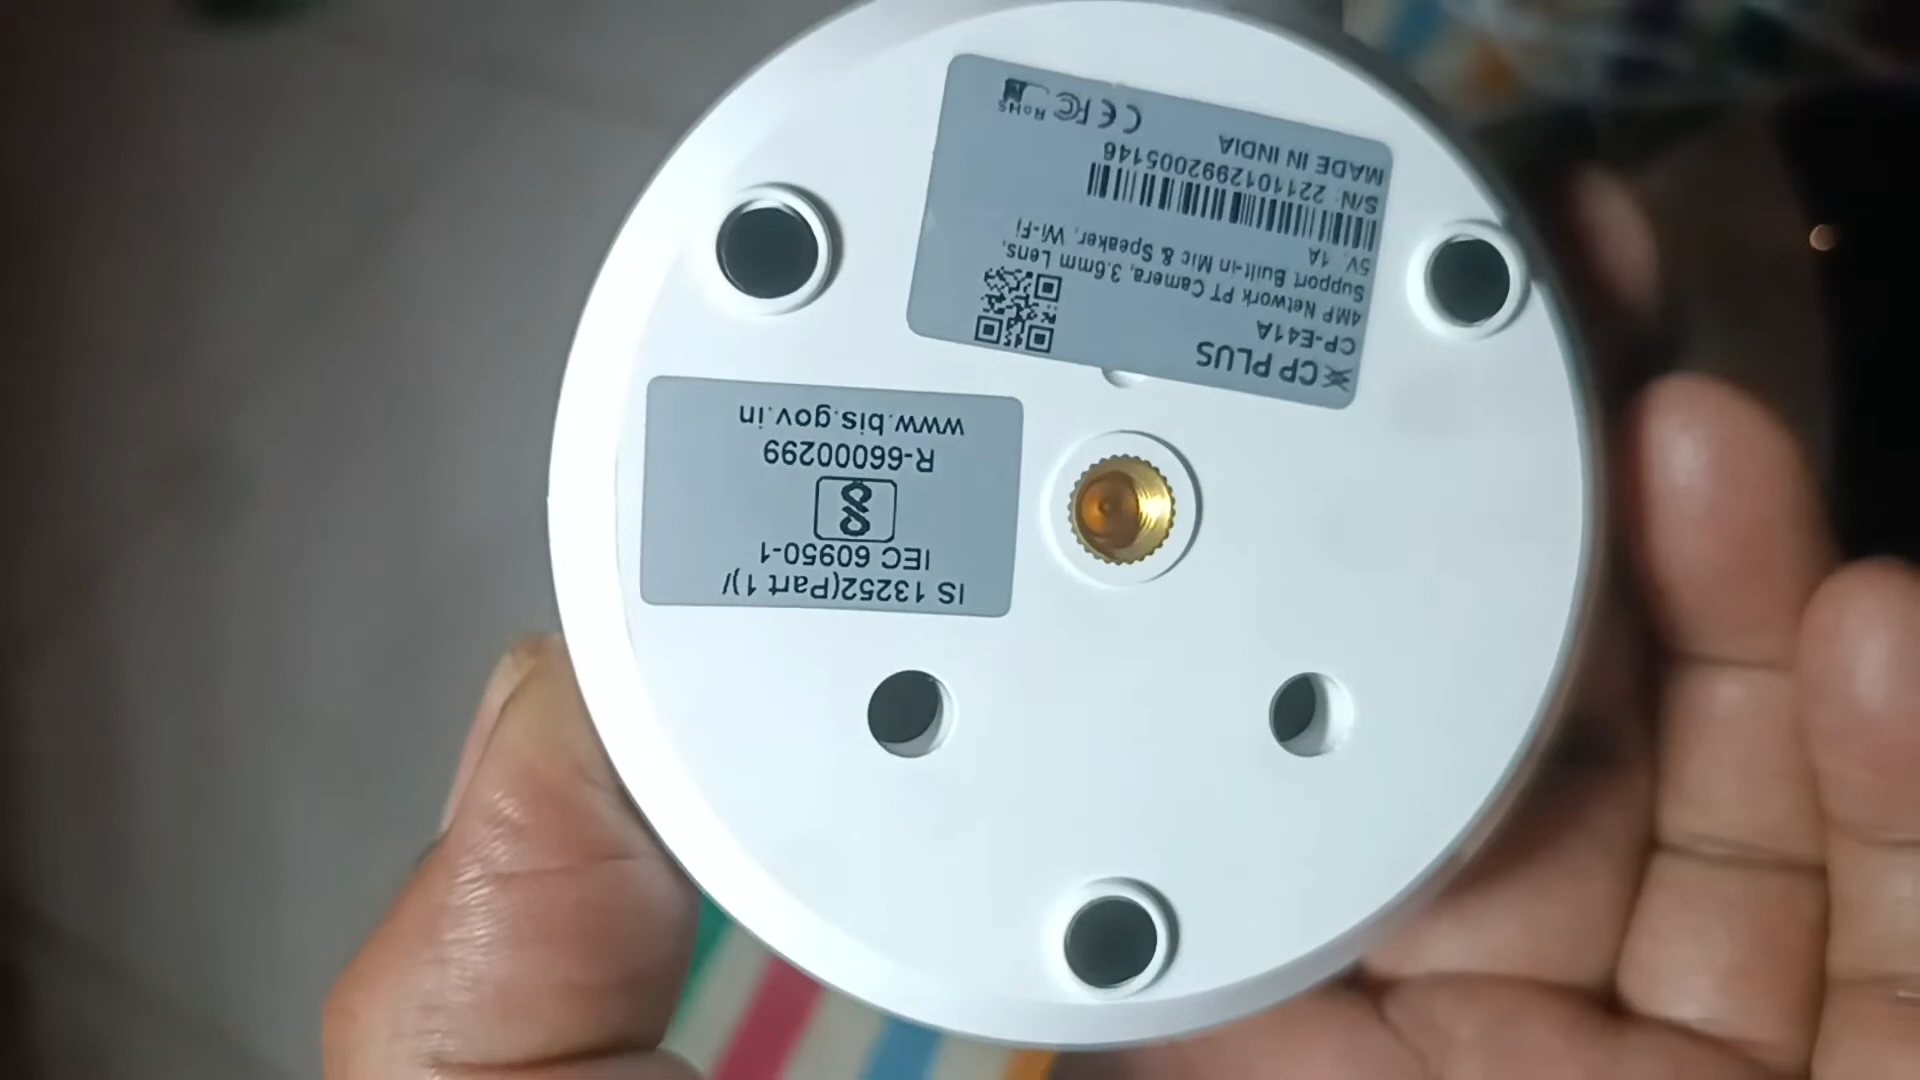 CP PLUS
CP-E41A
4MP Network PT Camera, 3.6mm Lens,
Support Built-in Mic & Speaker, Wi-Fi
5V, 1A
S/N: 2211012992005146
MADE IN INDIA
CE FC RoHS
IS 13252(Part 1)/
IEC 60950-1
R-66000299
www.bis.gov.in